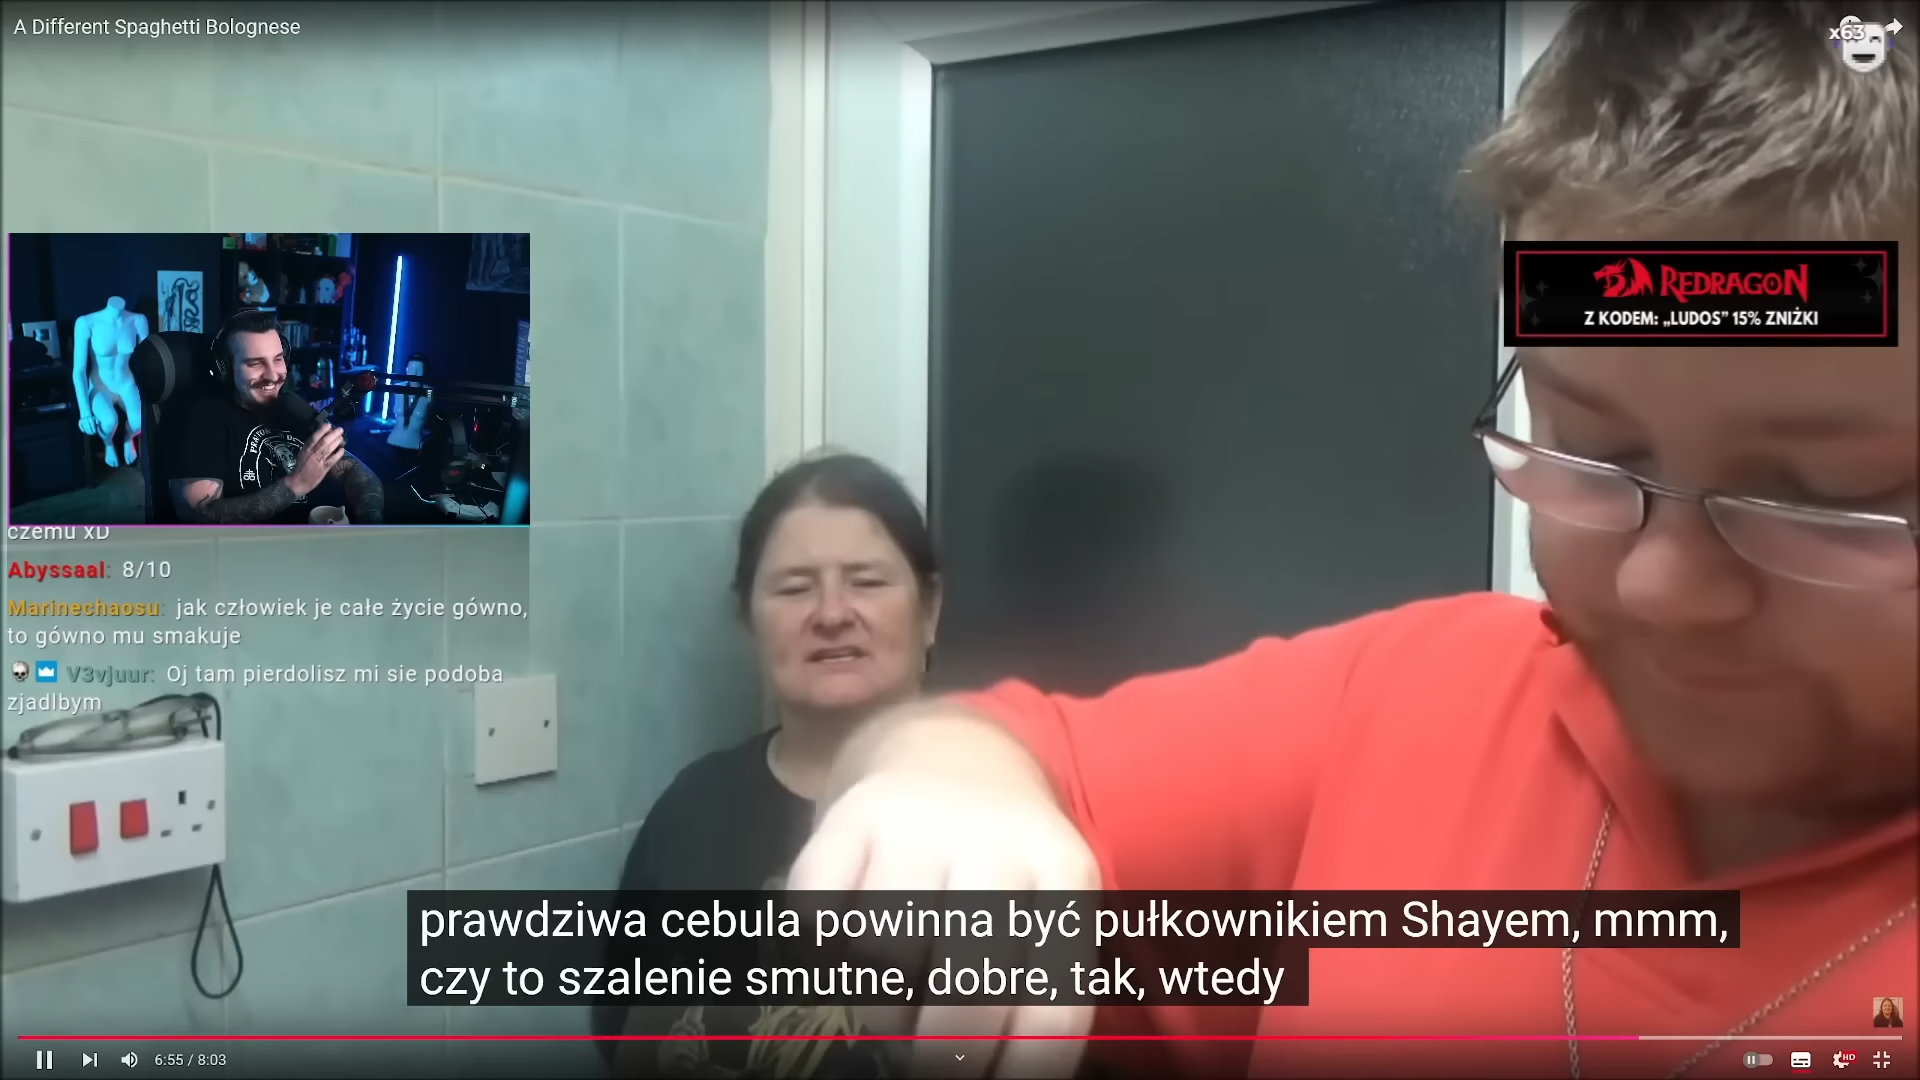 A Different Spaghetti Bolognese
x63
REDRAGON
Z KODEM: „LUDOS” 15% ZNIŻKI
czemu xD
Abyssaal: 8/10
Marinechaosu: jak człowiek je całe życie gówno,
to gówno mu smakuje
V3vjuur: Oj tam pierdolisz mi sie podoba
zjadlbym
prawdziwa cebula powinna być pułkownikiem Shayem, mmm,
czy to szalenie smutne, dobre, tak, wtedy
6:55 / 8:03
HD